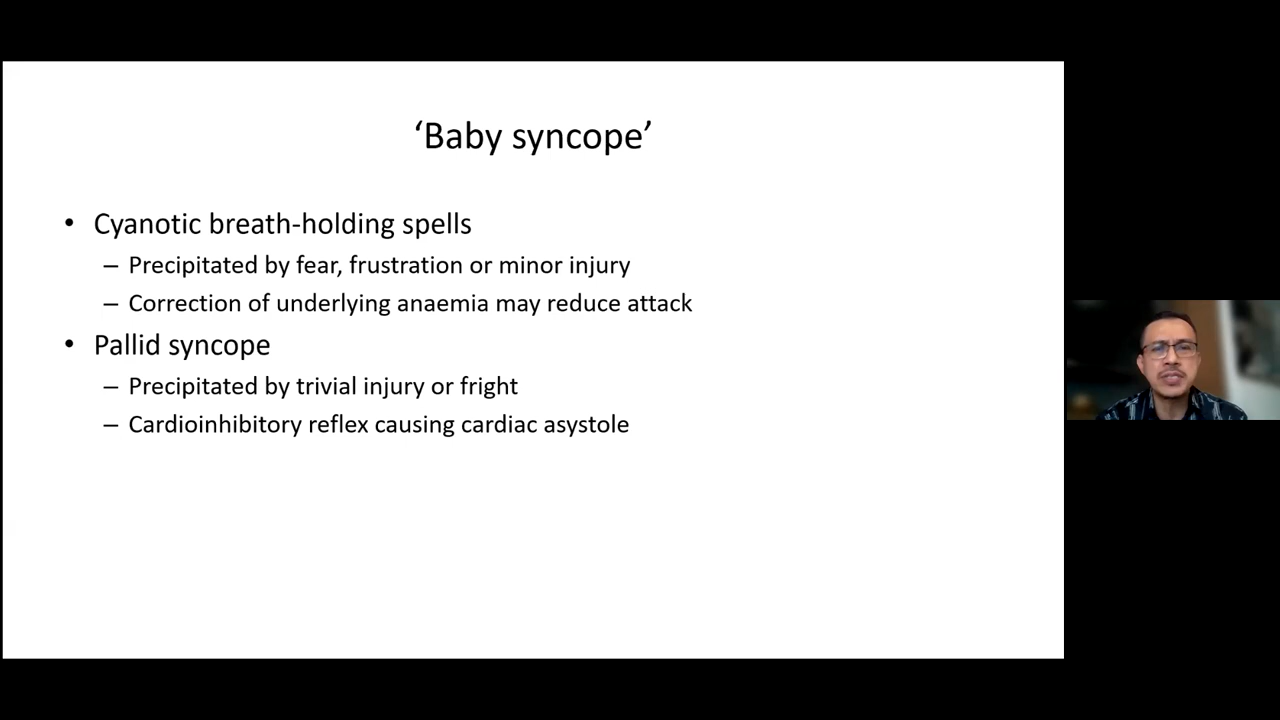 ‘Baby syncope’
• Cyanotic breath-holding spells
– Precipitated by fear, frustration or minor injury
– Correction of underlying anaemia may reduce attack
• Pallid syncope
– Precipitated by trivial injury or fright
– Cardioinhibitory reflex causing cardiac asystole